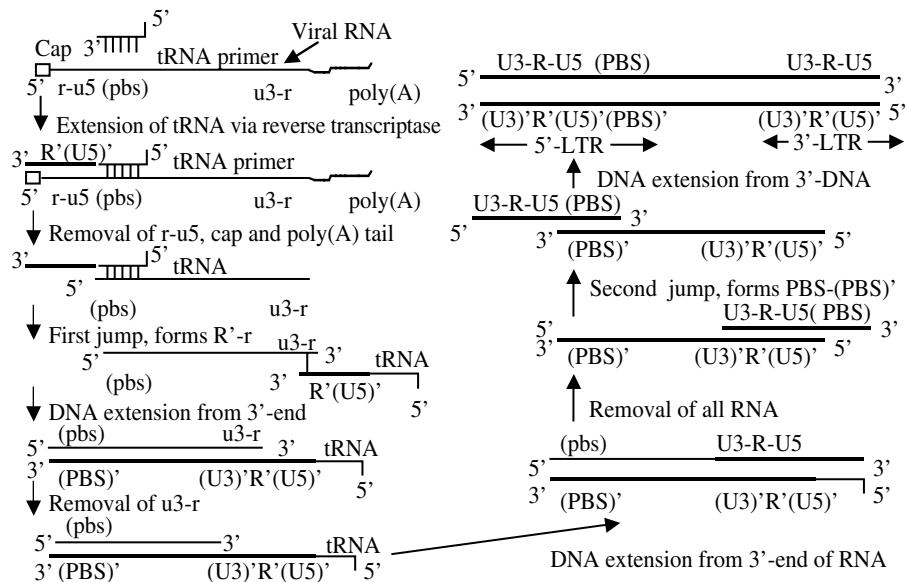 5’
3’
Viral RNA
Cap
tRNA primer
5’ r-u5 (pbs) u3-r poly(A)
Extension of tRNA via reverse transcriptase
3’ R’(U5)’ 5’ tRNA primer
5’ r-u5 (pbs) u3-r poly(A)
Removal of r-u5, cap and poly(A) tail
3’ 5’ tRNA
5’
(pbs) u3-r
First jump, forms R’-r
5’ u3-r 3’ tRNA
(pbs) 3’ R’(U5)’ 5’
DNA extension from 3’-end
(pbs) u3-r
5’ 3’ tRNA
3’ (PBS)’ (U3)’R’(U5)’ 5’
Removal of u3-r
(pbs)
5’ 3’ tRNA
3’ (PBS)’ (U3)’R’(U5)’ 5’
U3-R-U5 (PBS) U3-R-U5
5’ 3’
3’ 5’
(U3)’R’(U5)’(PBS)’ (U3)’R’(U5)’
5’-LTR 3’-LTR
DNA extension from 3’-DNA
U3-R-U5 (PBS)
5’ 3’
3’ 5’
(PBS)’ (U3)’R’(U5)’
Second jump, forms PBS-(PBS)’
U3-R-U5( PBS)
5’ 3’
3’ 5’
(PBS)’ (U3)’R’(U5)’
Removal of all RNA
(pbs) U3-R-U5
5’ 3’
3’ 5’
(PBS)’ (U3)’R’(U5)’
DNA extension from 3’-end of RNA